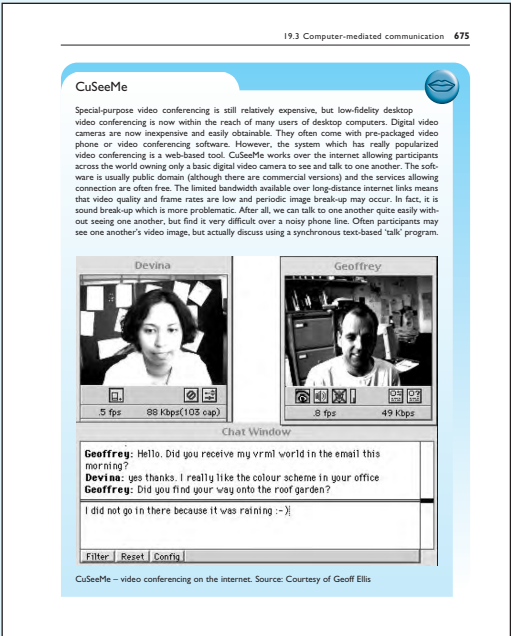 19.3 Computer-mediated communication 675
CuSeeMe
Special-purpose video conferencing is still relatively expensive, but low-fidelity desktop
video conferencing is now within the reach of many users of desktop computers. Digital video
cameras are now inexpensive and easily obtainable. They often come with pre-packaged video
phone or video conferencing software. However, the system which has really popularized
video conferencing is a web-based tool. CuSeeMe works over the internet allowing participants
across the world owning only a basic digital video camera to see and talk to one another. The soft-
ware is usually public domain (although there are commercial versions) and the services allowing
connection are often free. The limited bandwidth available over long-distance internet links means
that video quality and frame rates are low and periodic image break-up may occur. In fact, it is
sound break-up which is more problematic. After all, we can talk to one another quite easily with-
out seeing one another, but find it very difficult over a noisy phone line. Often participants may
see one another's video image, but actually discuss using a synchronous text-based 'talk' program.
Devina
.5 fps 88 Kbps(103 cap)
Geoffrey
.8 fps 49 Kbps
Chat Window
Geoffrey: Hello. Did you receive my vrml world in the email this
morning?
Devina: yes thanks. I really like the colour scheme in your office
Geoffrey: Did you find your way onto the roof garden?
I did not go in there because it was raining :-)
Filter Reset Config
CuSeeMe – video conferencing on the internet. Source: Courtesy of Geoff Ellis